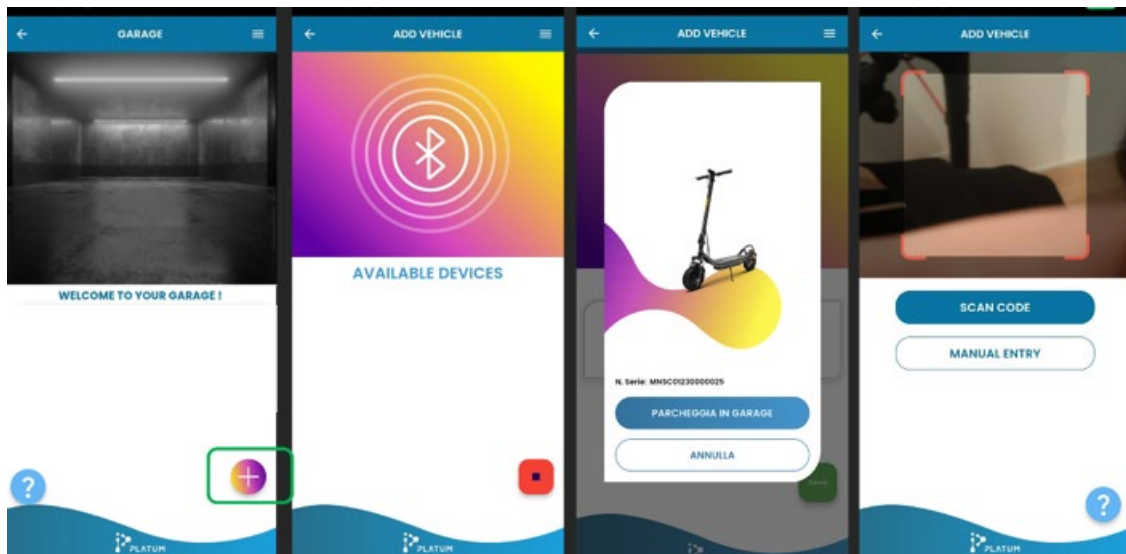 GARAGE
WELCOME TO YOUR GARAGE !
?
PLATUM
ADD VEHICLE
AVAILABLE DEVICES
PLATUM
ADD VEHICLE
N. Serie: MNSC01230000025
PARCHEGGIA IN GARAGE
ANNULLA
ADD VEHICLE
SCAN CODE
MANUAL ENTRY
?
PLATUM